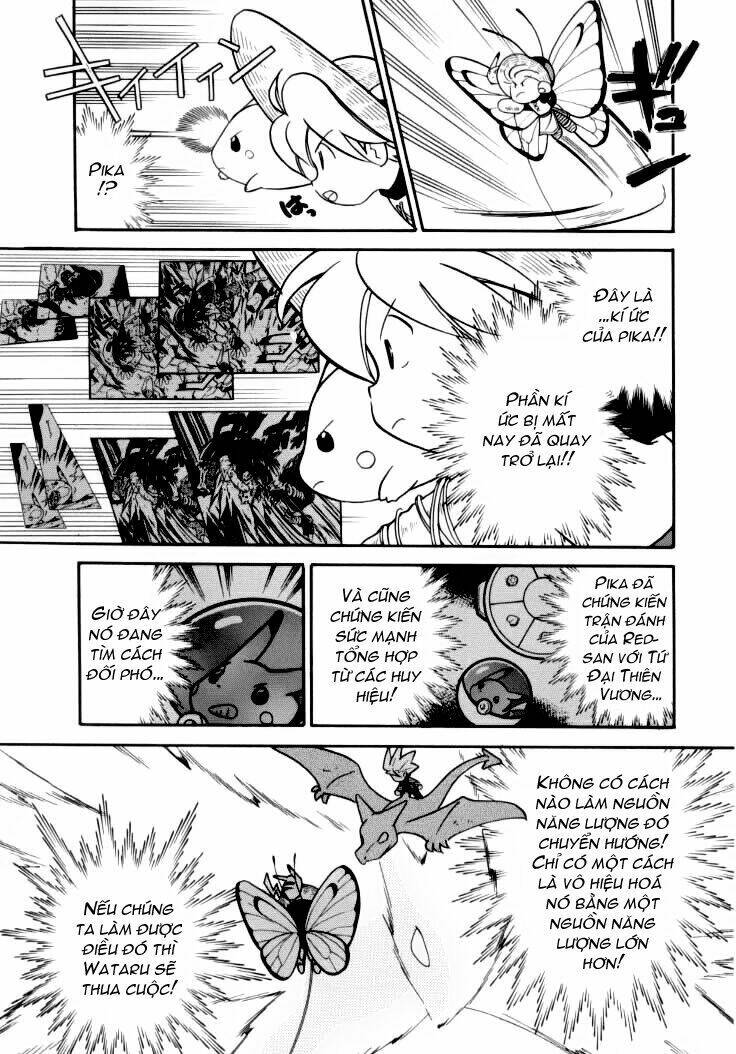 ギュ
キィイイイン
はっ
PIKA
!?
ĐÂY LÀ
...KÍ ỨC
CỦA PIKA!!
PHẦN KÍ
ỨC BỊ MẤT
NAY ĐÃ QUAY
TRỞ LẠI!!
PIKA ĐÃ
CHỨNG KIẾN
TRẬN ĐÁNH
CỦA RED-
SAN VỚI TỨ
ĐẠI THIÊN
VƯƠNG...
VÀ CŨNG
CHỨNG KIẾN
SỨC MẠNH
TỔNG HỢP
TỪ CÁC HUY
HIỆU!
GIỜ ĐÂY
NÓ ĐANG
TÌM CÁCH
ĐỐI PHÓ...
KHÔNG CÓ CÁCH
NÀO LÀM NGUỒN
NĂNG LƯỢNG ĐÓ
CHUYỂN HƯỚNG!
CHỈ CÓ MỘT CÁCH
LÀ VÔ HIỆU HOÁ
NÓ BẰNG MỘT
NGUỒN NĂNG
LƯỢNG LỚN
HƠN!
NẾU CHÚNG
TA LÀM ĐƯỢC
ĐIỀU ĐÓ THÌ
WATARU SẼ
THUA CUỘC!